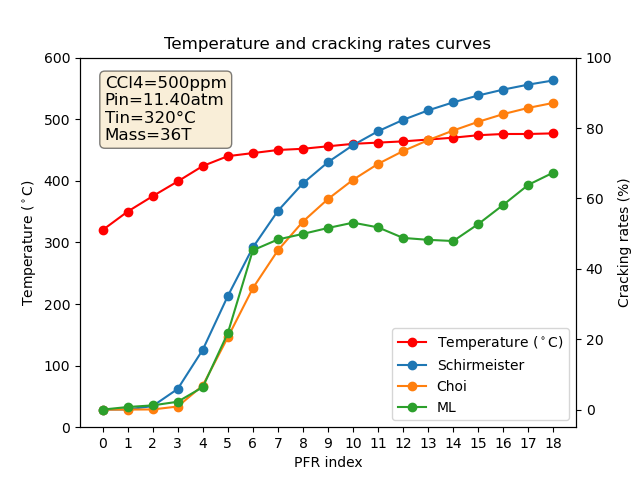 Temperature and cracking rates curves
CCl4=500ppm
Pin=11.40atm
Tin=320°C
Mass=36T
Temperature (°C)
600
500
400
300
200
100
0
100
80
60
40
20
0
Cracking rates (%)
Temperature (°C)
Schirmeister
Choi
ML
0 1 2 3 4 5 6 7 8 9 10 11 12 13 14 15 16 17 18
PFR index